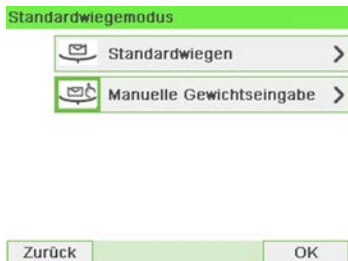 Standardwiegemodus
Standardwiegen
Manuelle Gewichtseingabe
Zurück OK